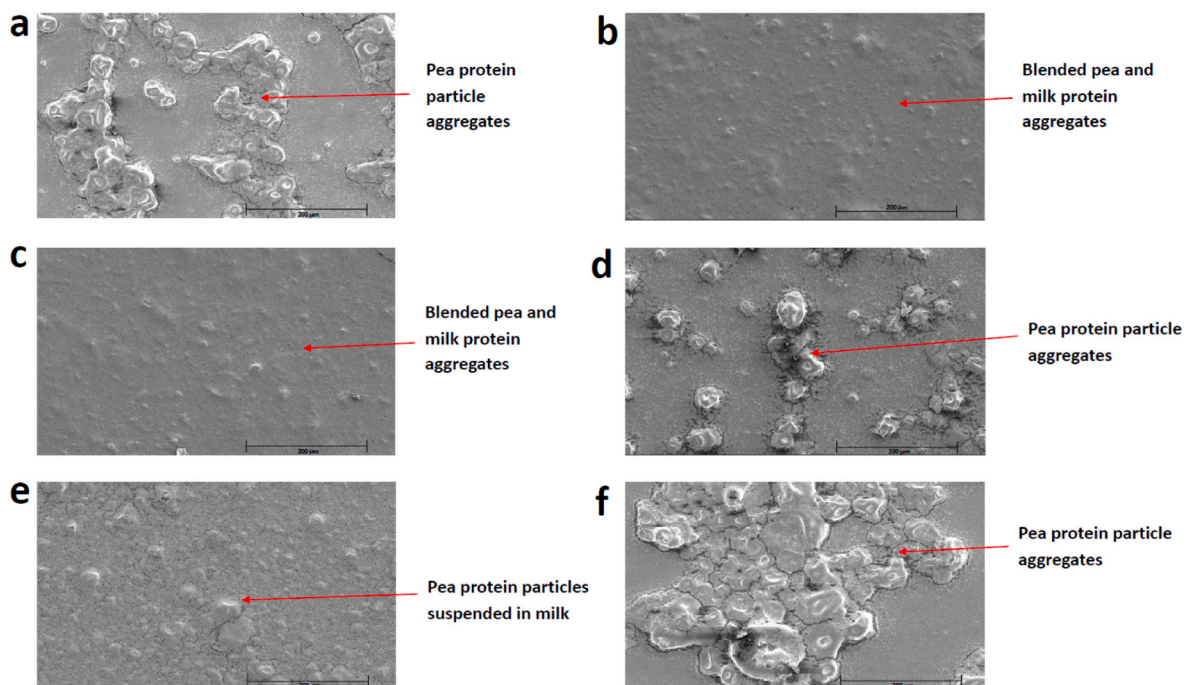 a
Pea protein
particle
aggregates
200 µm
b
Blended pea and
milk protein
aggregates
200 µm
c
Blended pea and
milk protein
aggregates
200 µm
d
Pea protein particle
aggregates
200 µm
e
Pea protein particles
suspended in milk
f
Pea protein particle
aggregates